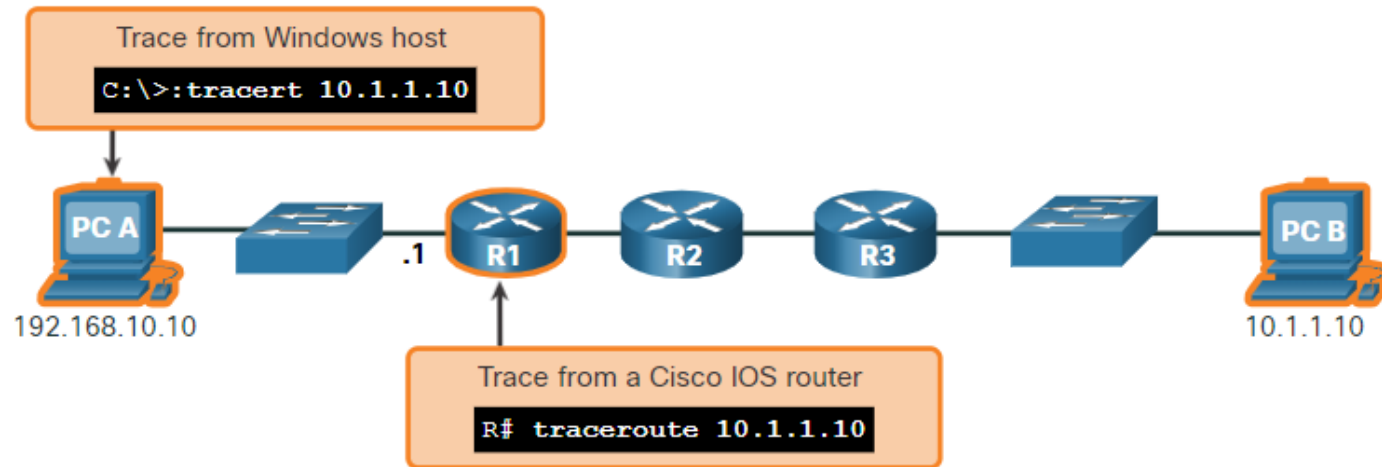 Trace from Windows host
C:\>:tracert 10.1.1.10
PC A
.1
R1
R2
R3
PC B
192.168.10.10
10.1.1.10
Trace from a Cisco IOS router
R# traceroute 10.1.1.10